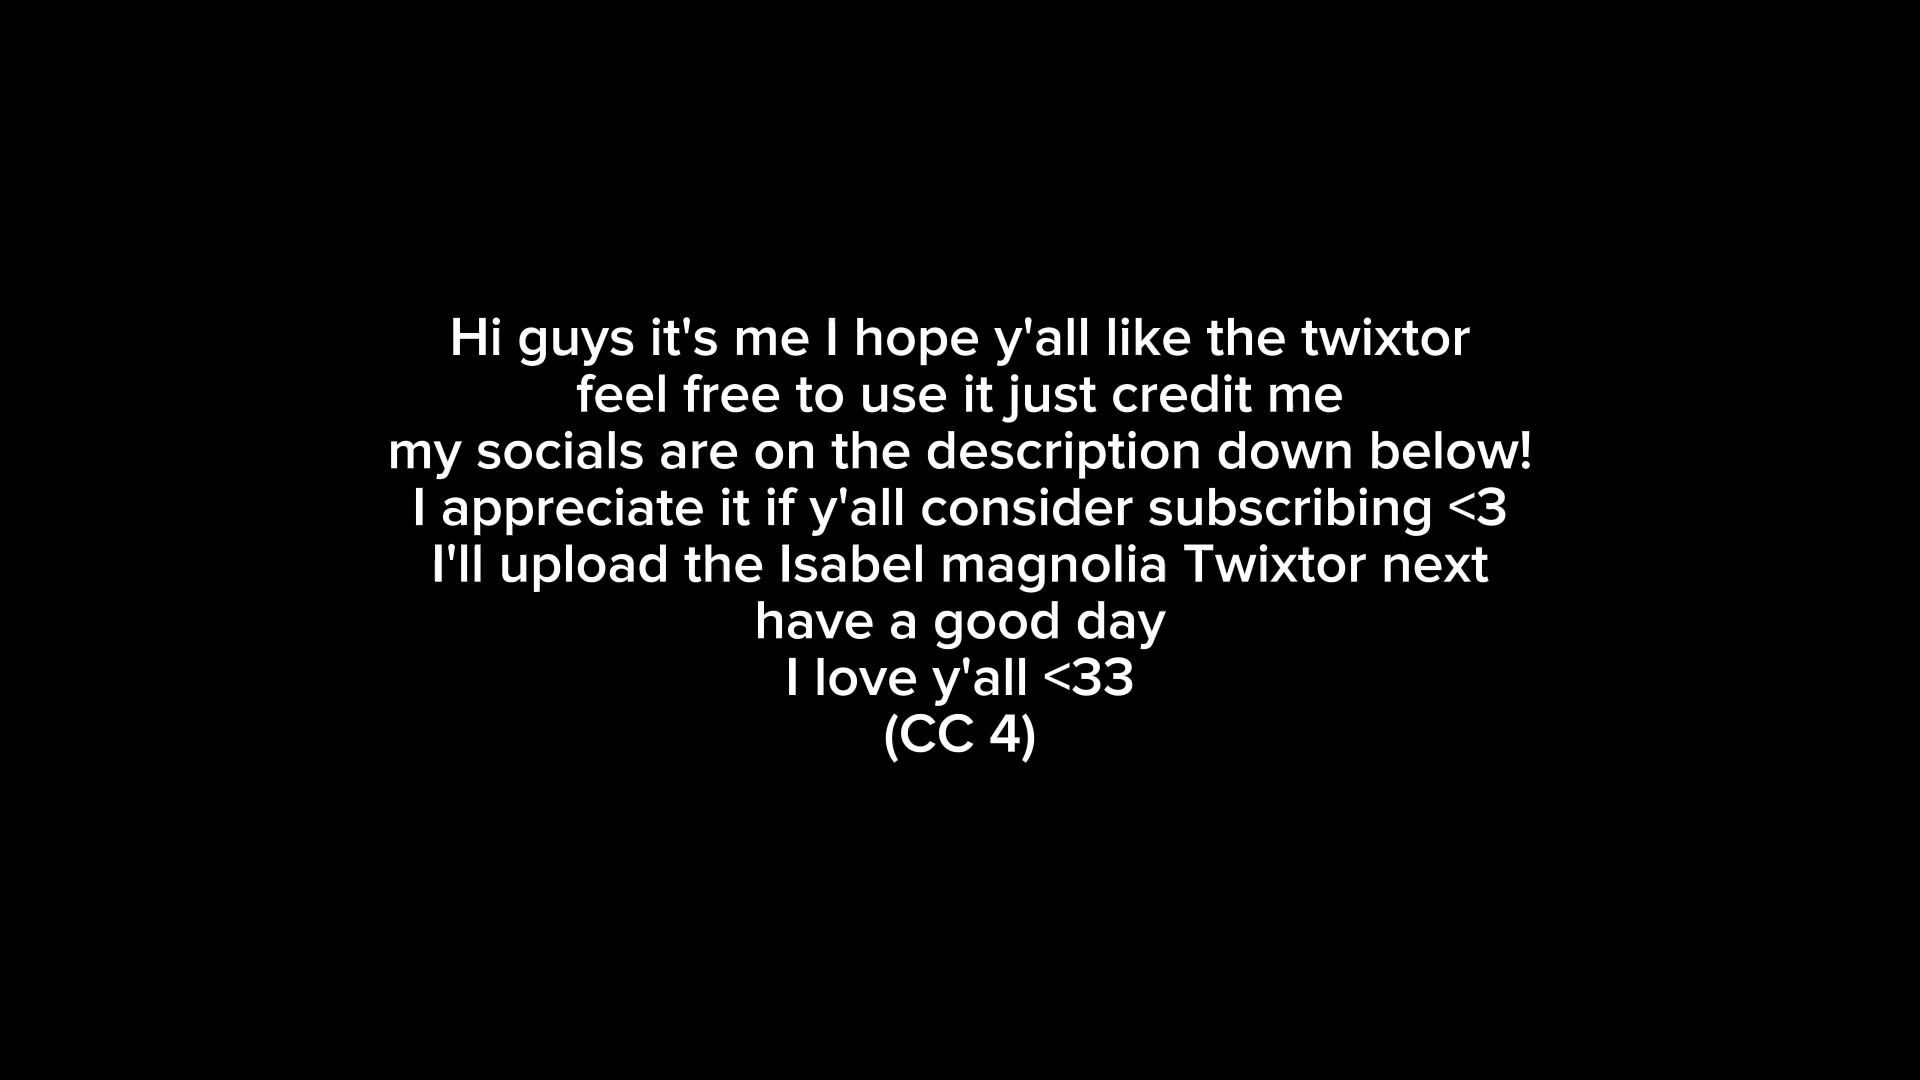 Hi guys it's me I hope y'all like the twixtor
feel free to use it just credit me
my socials are on the description down below!
I appreciate it if y'all consider subscribing <3
I'll upload the Isabel magnolia Twixtor next
have a good day
I love y'all <33
(CC 4)